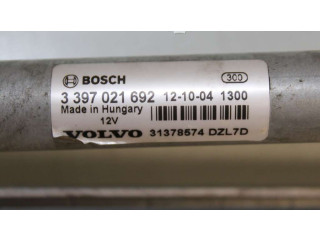 BOSCH 300
3 397 021 692 12-10-04 1300
Made in Hungary
12V
VOLVO 31378574 DZL7D